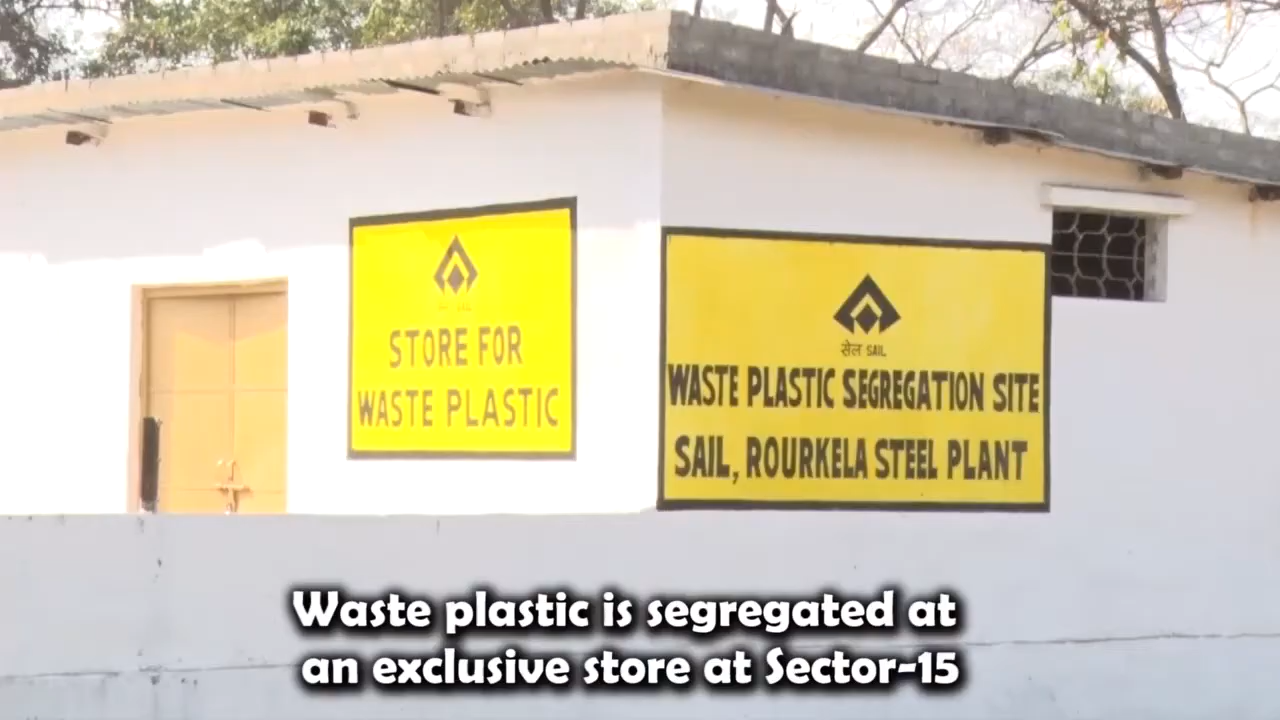 STORE FOR
WASTE PLASTIC
सेल SAIL
WASTE PLASTIC SEGREGATION SITE
SAIL, ROURKELA STEEL PLANT
Waste plastic is segregated at
an exclusive store at Sector-15